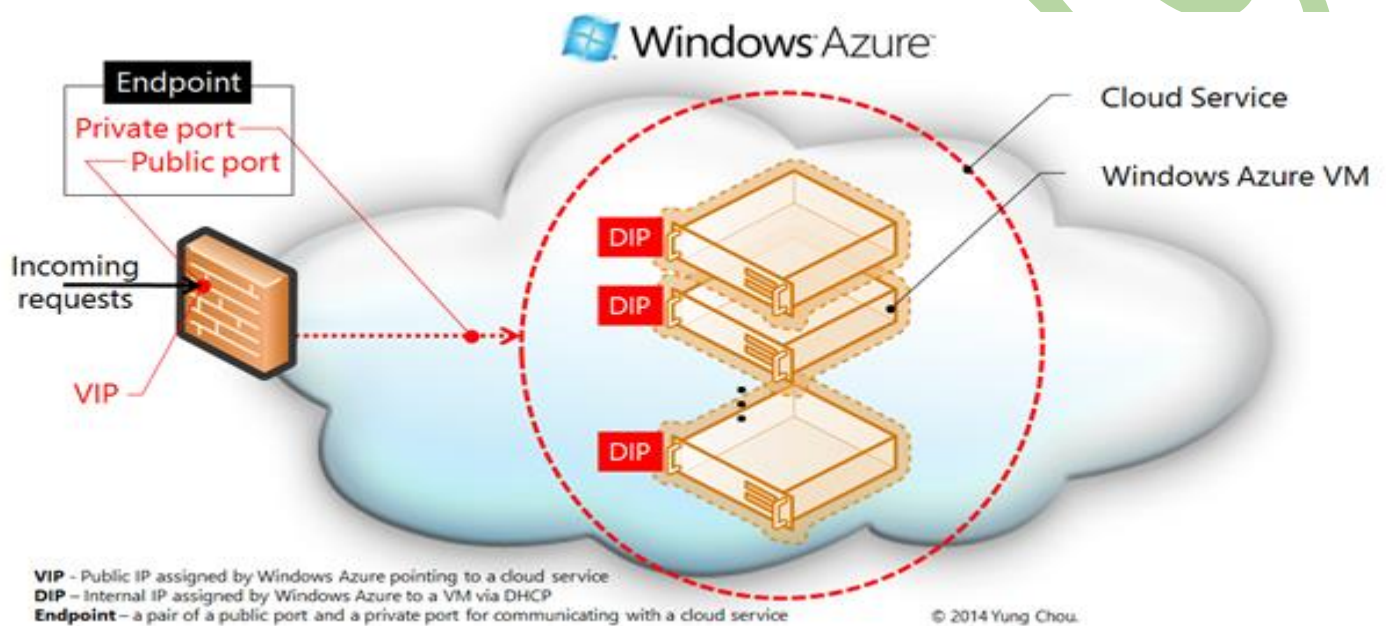 Windows Azure
Endpoint
Private port
Public port
Incoming
requests
VIP
Cloud Service
Windows Azure VM
DIP
DIP
DIP
VIP - Public IP assigned by Windows Azure pointing to a cloud service
DIP – Internal IP assigned by Windows Azure to a VM via DHCP
Endpoint – a pair of a public port and a private port for communicating with a cloud service
© 2014 Yung Chou.